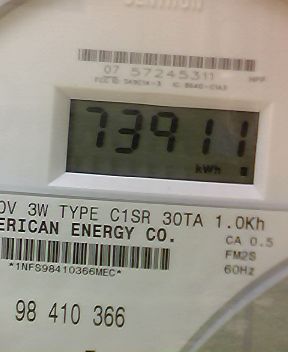 CENTRON
07 57245311
73911
kWh
0V 3W TYPE C1SR 30TA 1.0Kh
ERICAN ENERGY CO.
CA 0.5
FM2S
60Hz
*1NFS98410366MEC*
98 410 366